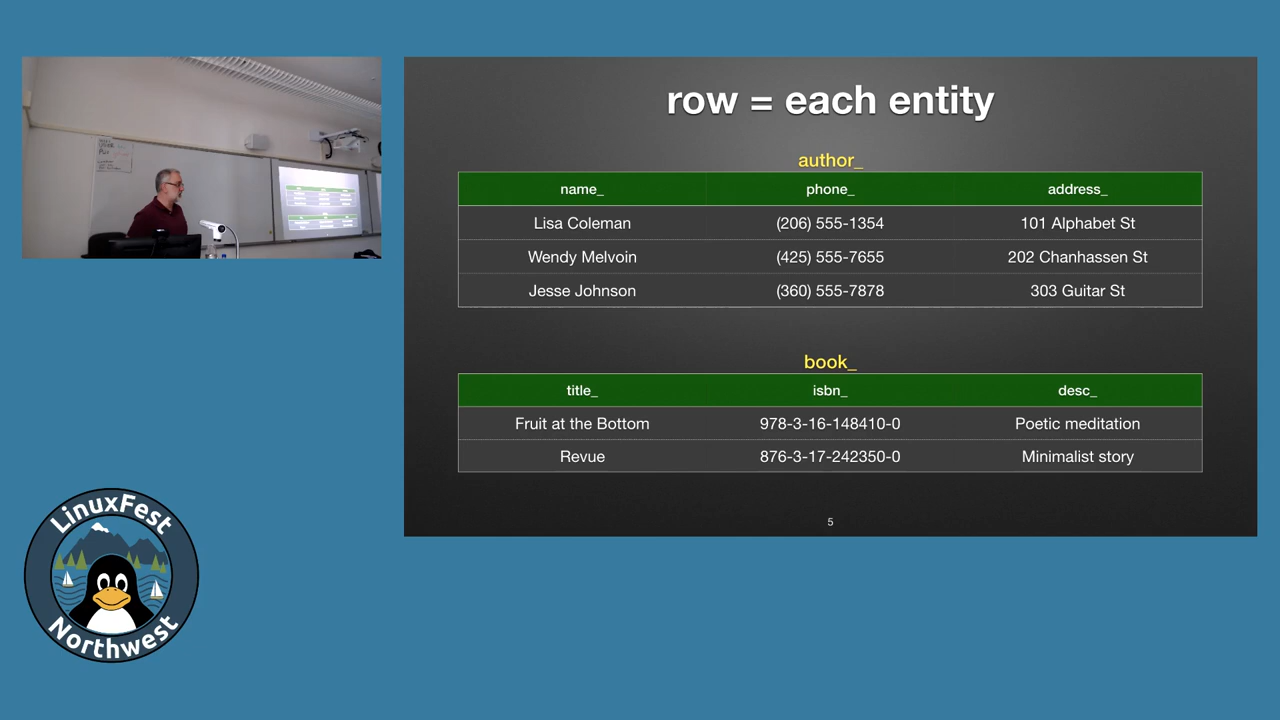 row = each entity
author_
name_ phone_ address_
Lisa Coleman (206) 555-1354 101 Alphabet St
Wendy Melvoin (425) 555-7655 202 Chanhassen St
Jesse Johnson (360) 555-7878 303 Guitar St
book_
title_ isbn_ desc_
Fruit at the Bottom 978-3-16-148410-0 Poetic meditation
Revue 876-3-17-242350-0 Minimalist story
5
LinuxFest
Northwest